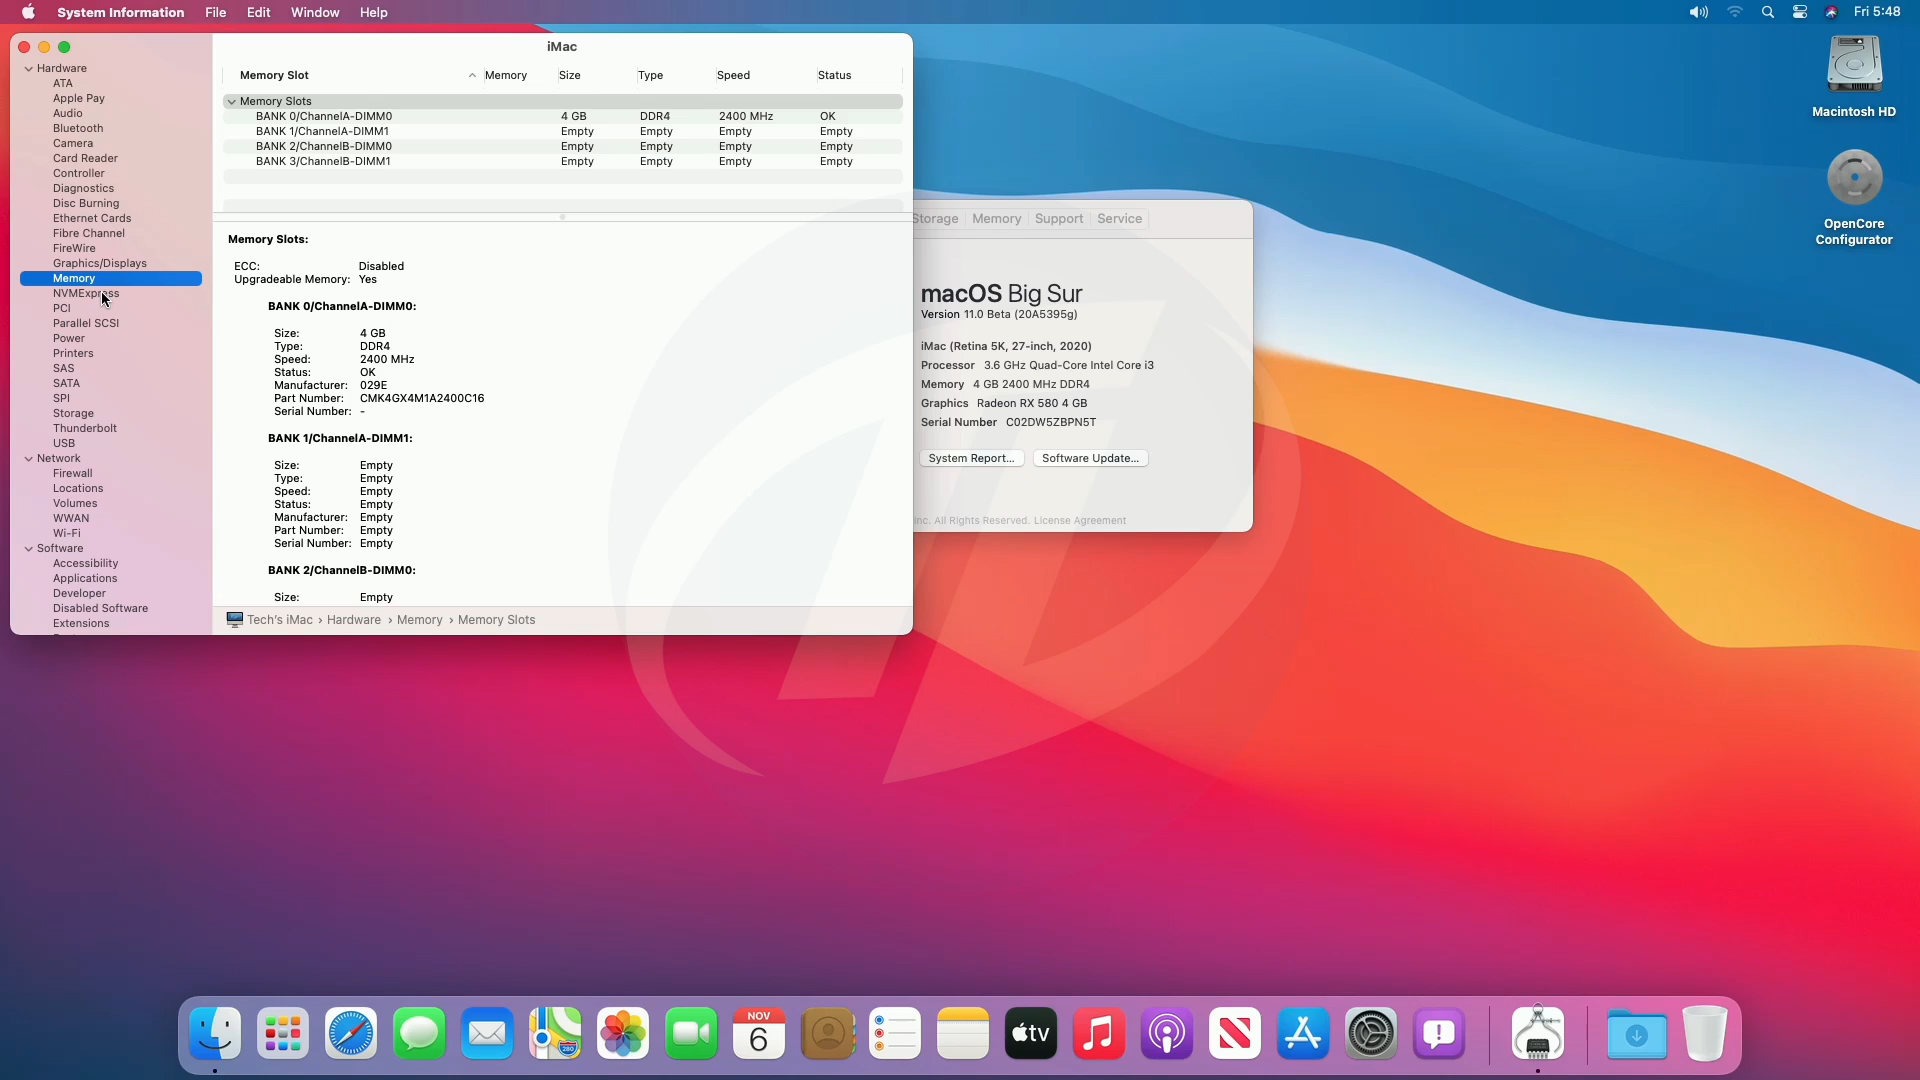 System Information File Edit Window Help Fri 5:48
iMac
Hardware
ATA
Apple Pay
Audio
Bluetooth
Camera
Card Reader
Controller
Diagnostics
Disc Burning
Ethernet Cards
Fibre Channel
FireWire
Graphics/Displays
Memory
NVMExpress
PCI
Parallel SCSI
Power
Printers
SAS
SATA
SPI
Storage
Thunderbolt
USB
Network
Firewall
Locations
Volumes
WWAN
Wi-Fi
Software
Accessibility
Applications
Developer
Disabled Software
Extensions
Memory Slot Memory Size Type Speed Status
Memory Slots
BANK 0/ChannelA-DIMM0 4 GB DDR4 2400 MHz OK
BANK 1/ChannelA-DIMM1 Empty Empty Empty Empty
BANK 2/ChannelB-DIMM0 Empty Empty Empty Empty
BANK 3/ChannelB-DIMM1 Empty Empty Empty Empty
Memory Slots:
ECC: Disabled
Upgradeable Memory: Yes
BANK 0/ChannelA-DIMM0:
Size: 4 GB
Type: DDR4
Speed: 2400 MHz
Status: OK
Manufacturer: 029E
Part Number: CMK4GX4M1A2400C16
Serial Number: -
BANK 1/ChannelA-DIMM1:
Size: Empty
Type: Empty
Speed: Empty
Status: Empty
Manufacturer: Empty
Part Number: Empty
Serial Number: Empty
BANK 2/ChannelB-DIMM0:
Size: Empty
Tech's iMac › Hardware › Memory › Memory Slots
Storage Memory Support Service
macOS Big Sur
Version 11.0 Beta (20A5395g)
iMac (Retina 5K, 27-inch, 2020)
Processor 3.6 GHz Quad-Core Intel Core i3
Memory 4 GB 2400 MHz DDR4
Graphics Radeon RX 580 4 GB
Serial Number C02DW5ZBPN5T
System Report... Software Update...
Inc. All Rights Reserved. License Agreement
Macintosh HD
OpenCore
Configurator
280
NOV
6
tv